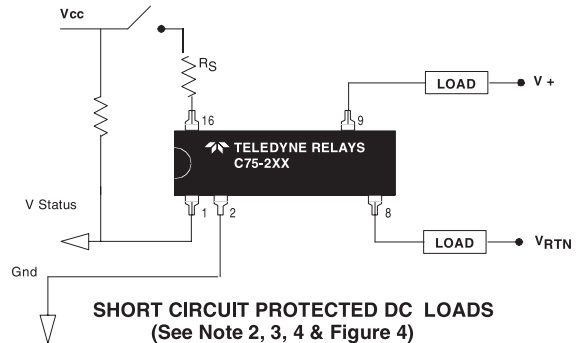 Vcc
RS
16
9
LOAD
V +
TELEDYNE RELAYS
C75-2XX
V Status
1
2
8
LOAD
VRTN
Gnd
SHORT CIRCUIT PROTECTED DC LOADS
(See Note 2, 3, 4 & Figure 4)